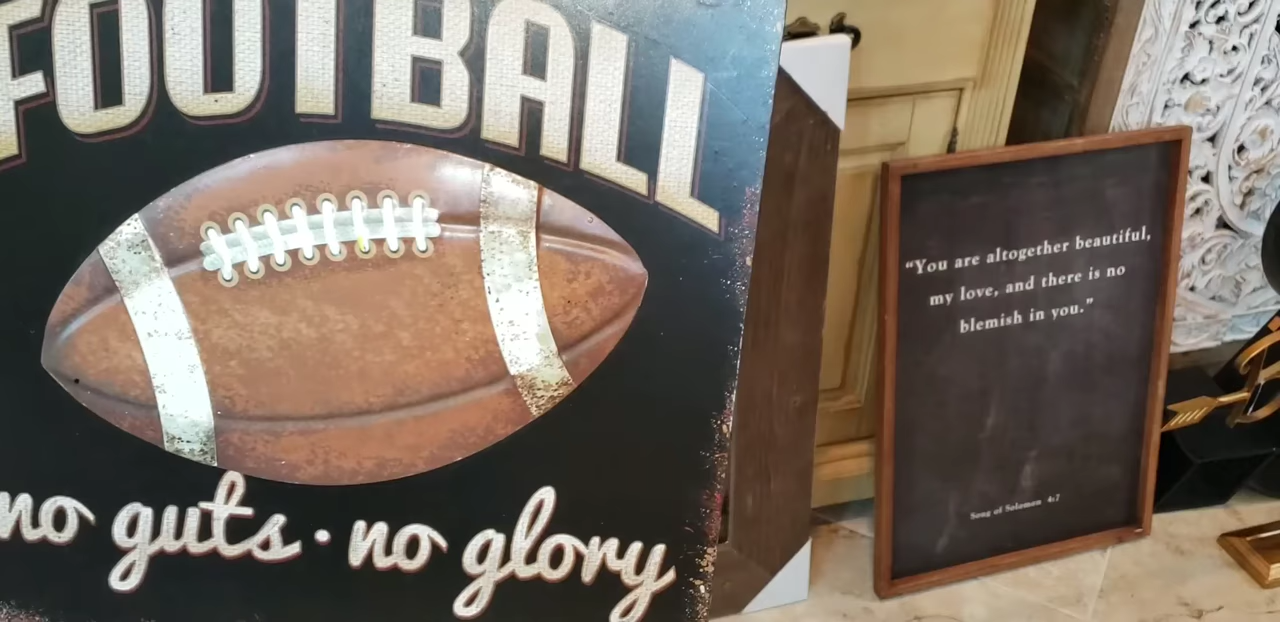 FOOTBALL
no guts · no glory
“You are altogether beautiful,
my love, and there is no
blemish in you.”
Song of Solomon 4:7